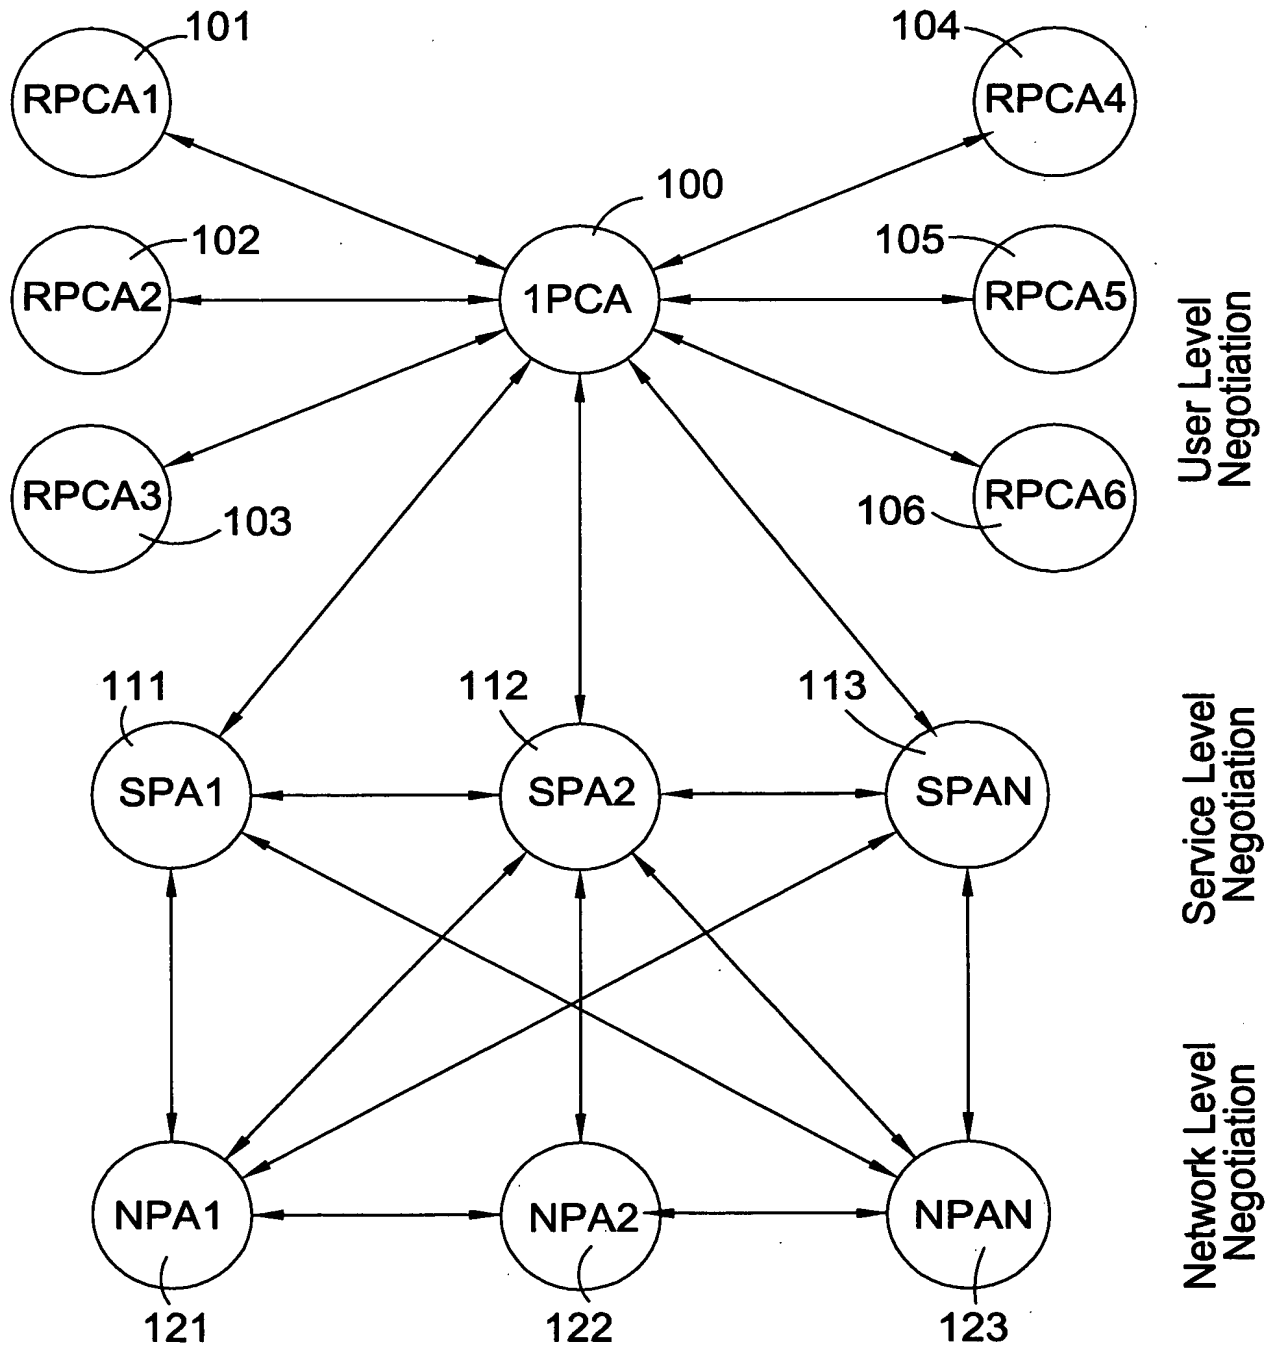 101
104
RPCA1
RPCA4
100
102
105
RPCA2
1PCA
RPCA5
User Level
Negotiation
RPCA3
103
106
RPCA6
111
112
113
SPA1
SPA2
SPAN
Service Level
Negotiation
NPA1
NPA2
NPAN
Network Level
Negotiation
121
122
123